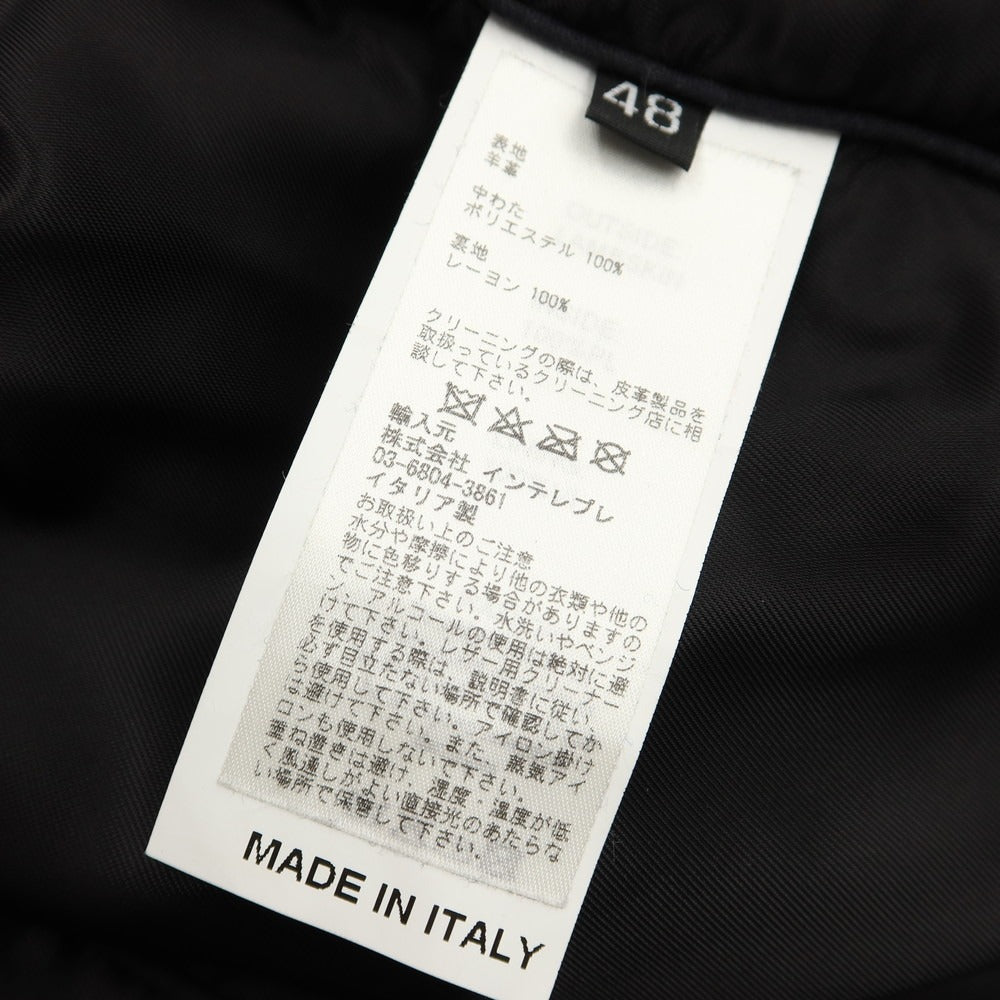 48
表地
羊革
中わた
ポリエステル 100%
裏地
レーヨン 100%
クリーニングの際は、皮革製品を
取扱っているクリーニング店に相
談して下さい。
輸入元
株式会社 インテレプレ
03-6804-3861
イタリア製
お取扱い上のご注意
水分や摩擦により他の衣類や他の
物に色移りする場合がありますの
でご注意下さい。水洗いやベンジ
ン、アルコールの使用は絶対に避
けて下さい。レザー用クリーナー
を使用する際は、説明書に従い
必ず目立たない場所で確認してか
ら使用して下さい。アイロン掛け
は避けて下さい。また、蒸気アイ
ロンも使用しないで下さい。
重ね置きは避け、湿度・温度が低
く風通しがよい直接光のあたらな
い場所で保管して下さい。
MADE IN ITALY